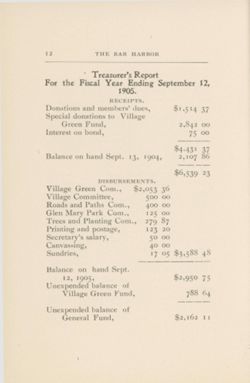 12 THE BAR HARBOR
Treasurer's Report
For the Fiscal Year Ending September 12,
1905.
RECEIPTS.
Donations and members' dues, $1,514 37
Special donations to Village
Green Fund, 2,842 00
Interest on bond, 75 00
$4,431 37
Balance on hand Sept. 13, 1904, 2,107 86
$6,539 23
DISBURSEMENTS.
Village Green Com., $2,053 36
Village Committee, 500 00
Roads and Paths Com., 400 00
Glen Mary Park Com., 125 00
Trees and Planting Com., 279 87
Printing and postage, 123 20
Secretary's salary, 50 00
Canvassing, 40 00
Sundries, 17 05 $3,588 48
Balance on hand Sept.
12, 1905, $2,950 75
Unexpended balance of
Village Green Fund, 788 64
Unexpended balance of
General Fund, $2,162 11